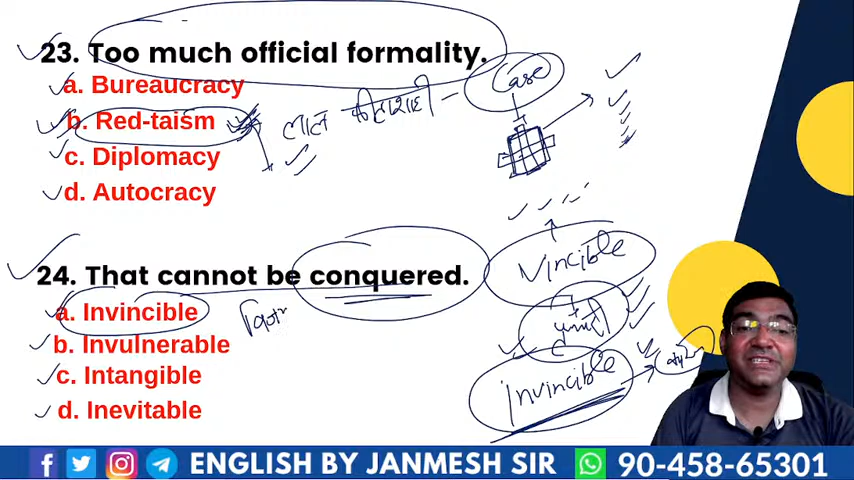 23. Too much official formality.
a. Bureaucracy
b. Red-taism
c. Diplomacy
d. Autocracy
लाल फीताशाही - Case
24. That cannot be conquered.
a. Invincible
b. Invulnerable
c. Intangible
d. Inevitable
Vincible
Invincible
ENGLISH BY JANMESH SIR
90-458-65301